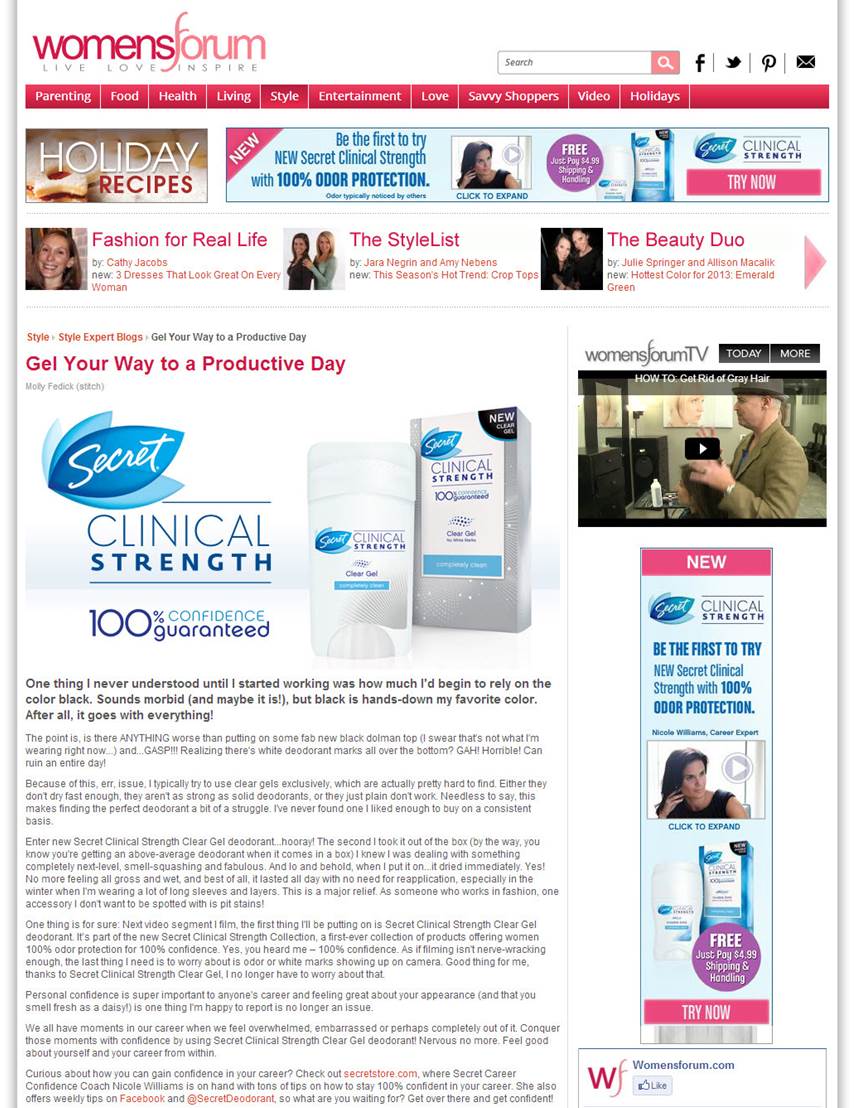 womensforum
LIVE LOVE INSPIRE
Search
Parenting Food Health Living Style Entertainment Love Savvy Shoppers Video Holidays
HOLIDAY
RECIPES
NEW
Be the first to try
NEW Secret Clinical Strength
with 100% ODOR PROTECTION.
Odor typically noticed by others
CLICK TO EXPAND
FREE
Just Pay $4.99
Shipping &
Handling
Secret CLINICAL
STRENGTH
TRY NOW
Fashion for Real Life
by: Cathy Jacobs
new: 3 Dresses That Look Great On Every
Woman
The StyleList
by: Jara Negrin and Amy Nebens
new: This Season's Hot Trend: Crop Tops
The Beauty Duo
by: Julie Springer and Allison Macalik
new: Hottest Color for 2013: Emerald
Green
Style › Style Expert Blogs › Gel Your Way to a Productive Day
Gel Your Way to a Productive Day
Molly Fedick (stitch)
Secret
CLINICAL
STRENGTH
100% CONFIDENCE
guaranteed
Secret CLINICAL
STRENGTH
Clear Gel
completely clean
NEW
CLEAR
GEL
Secret
CLINICAL
STRENGTH
100% CONFIDENCE
guaranteed
Clear Gel
No White Marks
completely clean
One thing I never understood until I started working was how much I'd begin to rely on the
color black. Sounds morbid (and maybe it is!), but black is hands-down my favorite color.
After all, it goes with everything!
The point is, is there ANYTHING worse than putting on some fab new black dolman top (I swear that's not what I'm
wearing right now...) and...GASP!!! Realizing there's white deodorant marks all over the bottom? GAH! Horrible! Can
ruin an entire day!
Because of this, err, issue, I typically try to use clear gels exclusively, which are actually pretty hard to find. Either they
don't dry fast enough, they aren't as strong as solid deodorants, or they just plain don't work. Needless to say, this
makes finding the perfect deodorant a bit of a struggle. I've never found one I liked enough to buy on a consistent
basis.
Enter new Secret Clinical Strength Clear Gel deodorant...hooray! The second I took it out of the box (by the way, you
know you're getting an above-average deodorant when it comes in a box) I knew I was dealing with something
completely next-level, smell-squashing and fabulous. And lo and behold, when I put it on...it dried immediately. Yes!
No more feeling all gross and wet, and best of all, it lasted all day with no need for reapplication, especially in the
winter when I'm wearing a lot of long sleeves and layers. This is a major relief. As someone who works in fashion, one
accessory I don't want to be spotted with is pit stains!
One thing is for sure: Next video segment I film, the first thing I'll be putting on is Secret Clinical Strength Clear Gel
deodorant. It's part of the new Secret Clinical Strength Collection, a first-ever collection of products offering women
100% odor protection for 100% confidence. Yes, you heard me – 100% confidence. As if filming isn't nerve-wracking
enough, the last thing I need is to worry about is odor or white marks showing up on camera. Good thing for me,
thanks to Secret Clinical Strength Clear Gel, I no longer have to worry about that.
Personal confidence is super important to anyone's career and feeling great about your appearance (and that you
smell fresh as a daisy!) is one thing I'm happy to report is no longer an issue.
We all have moments in our career when we feel overwhelmed, embarrassed or perhaps completely out of it. Conquer
those moments with confidence by using Secret Clinical Strength Clear Gel deodorant! Nervous no more. Feel good
about yourself and your career from within.
Curious about how you can gain confidence in your career? Check out secretstore.com, where Secret Career
Confidence Coach Nicole Williams is on hand with tons of tips on how to stay 100% confident in your career. She also
offers weekly tips on Facebook and @SecretDeodorant, so what are you waiting for? Get over there and get confident!
womensforumTV TODAY MORE
HOW TO: Get Rid of Gray Hair
NEW
Secret CLINICAL
STRENGTH
BE THE FIRST TO TRY
NEW Secret Clinical
Strength with 100%
ODOR PROTECTION.
Nicole Williams, Career Expert
CLICK TO EXPAND
FREE
Just Pay $4.99
Shipping &
Handling
TRY NOW
Wf
Womensforum.com
Like